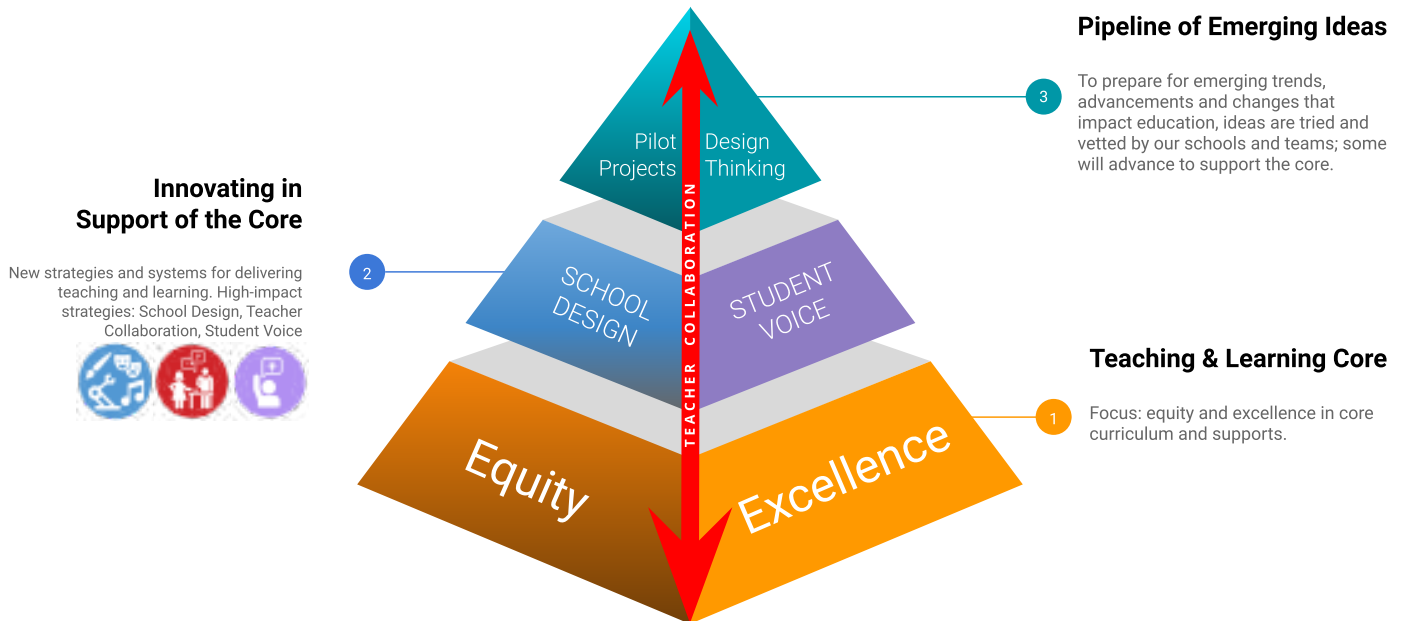 Pipeline of Emerging Ideas
3
To prepare for emerging trends,
advancements and changes that
impact education, ideas are tried and
vetted by our schools and teams; some
will advance to support the core.
Pilot
Projects
Design
Thinking
Innovating in
Support of the Core
2
New strategies and systems for delivering
teaching and learning. High-impact
strategies: School Design, Teacher
Collaboration, Student Voice
SCHOOL
DESIGN
STUDENT
VOICE
TEACHER COLLABORATION
Teaching & Learning Core
1
Focus: equity and excellence in core
curriculum and supports.
Equity
Excellence